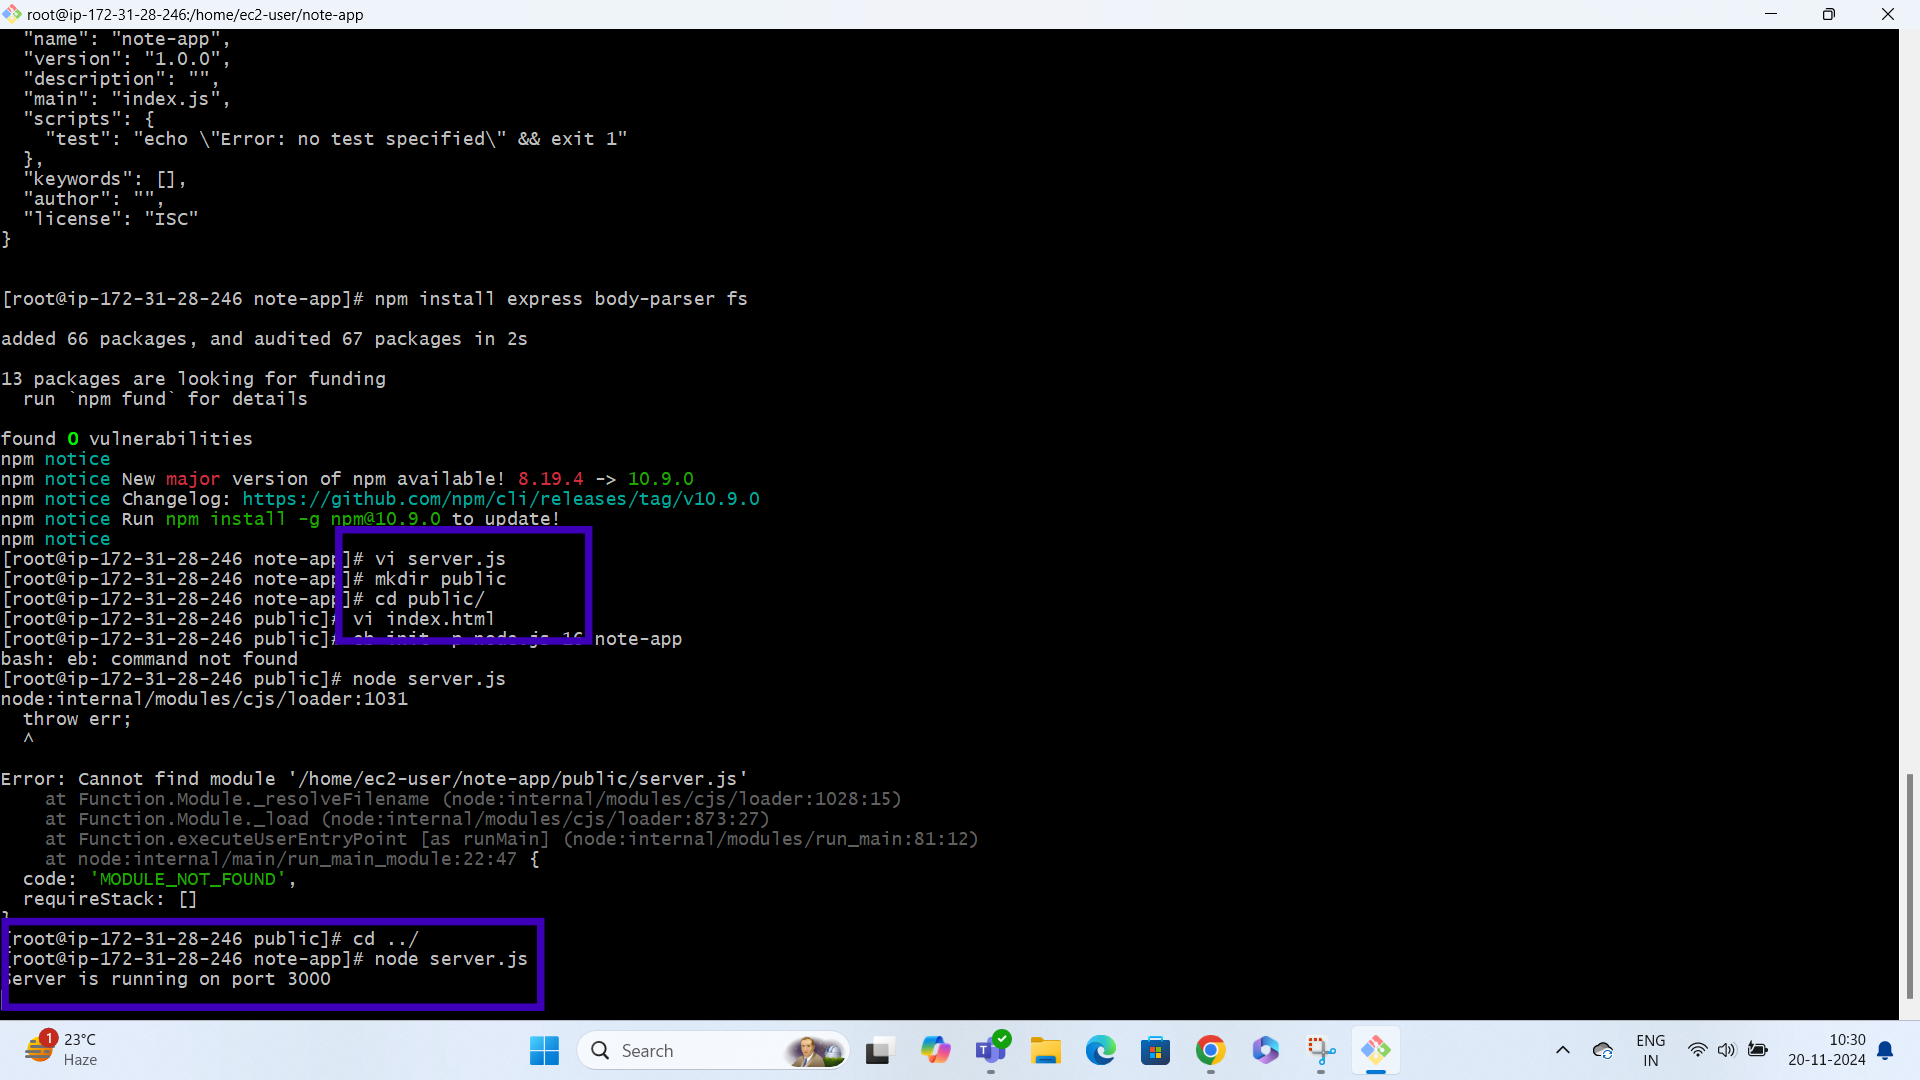 root@ip-172-31-28-246:/home/ec2-user/note-app
"name": "note-app",
"version": "1.0.0",
"description": "",
"main": "index.js",
"scripts": {
"test": "echo \"Error: no test specified\" && exit 1"
},
"keywords": [],
"author": "",
"license": "ISC"
}
[root@ip-172-31-28-246 note-app]# npm install express body-parser fs
added 66 packages, and audited 67 packages in 2s
13 packages are looking for funding
run `npm fund` for details
found 0 vulnerabilities
npm notice
npm notice New major version of npm available! 8.19.4 -> 10.9.0
npm notice Changelog: https://github.com/npm/cli/releases/tag/v10.9.0
npm notice Run npm install -g npm@10.9.0 to update!
npm notice
[root@ip-172-31-28-246 note-app]# vi server.js
[root@ip-172-31-28-246 note-app]# mkdir public
[root@ip-172-31-28-246 note-app]# cd public/
[root@ip-172-31-28-246 public]# vi index.html
[root@ip-172-31-28-246 public]# eb init -p node.js 16 note-app
bash: eb: command not found
[root@ip-172-31-28-246 public]# node server.js
node:internal/modules/cjs/loader:1031
throw err;
^
Error: Cannot find module '/home/ec2-user/note-app/public/server.js'
at Function.Module._resolveFilename (node:internal/modules/cjs/loader:1028:15)
at Function.Module._load (node:internal/modules/cjs/loader:873:27)
at Function.executeUserEntryPoint [as runMain] (node:internal/modules/run_main:81:12)
at node:internal/main/run_main_module:22:47 {
code: 'MODULE_NOT_FOUND',
requireStack: []
}
[root@ip-172-31-28-246 public]# cd ../
[root@ip-172-31-28-246 note-app]# node server.js
Server is running on port 3000
1
23°C
Haze
Search
ENG
IN
10:30
20-11-2024